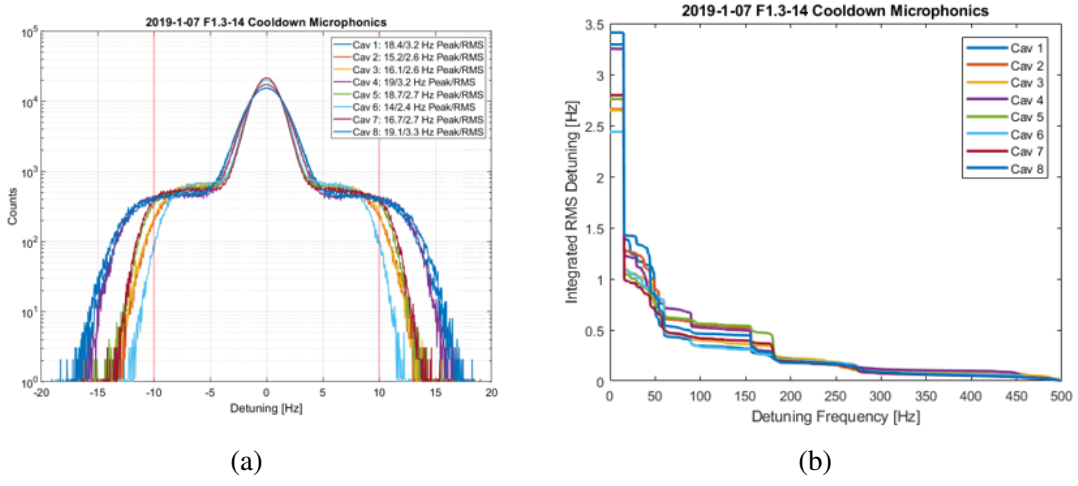 2019-1-07 F1.3-14 Cooldown Microphonics
10^5
10^4
10^3
10^2
10^1
10^0
Counts
-20 -15 -10 -5 0 5 10 15 20
Detuning [Hz]
Cav 1: 18.4/3.2 Hz Peak/RMS
Cav 2: 15.2/2.6 Hz Peak/RMS
Cav 3: 16.1/2.6 Hz Peak/RMS
Cav 4: 19/3.2 Hz Peak/RMS
Cav 5: 18.7/2.7 Hz Peak/RMS
Cav 6: 14/2.4 Hz Peak/RMS
Cav 7: 16.7/2.7 Hz Peak/RMS
Cav 8: 19.1/3.3 Hz Peak/RMS
(a)
2019-1-07 F1.3-14 Cooldown Microphonics
3.5
3
2.5
2
1.5
1
0.5
0
Integrated RMS Detuning [Hz]
0 50 100 150 200 250 300 350 400 450 500
Detuning Frequency [Hz]
Cav 1
Cav 2
Cav 3
Cav 4
Cav 5
Cav 6
Cav 7
Cav 8
(b)